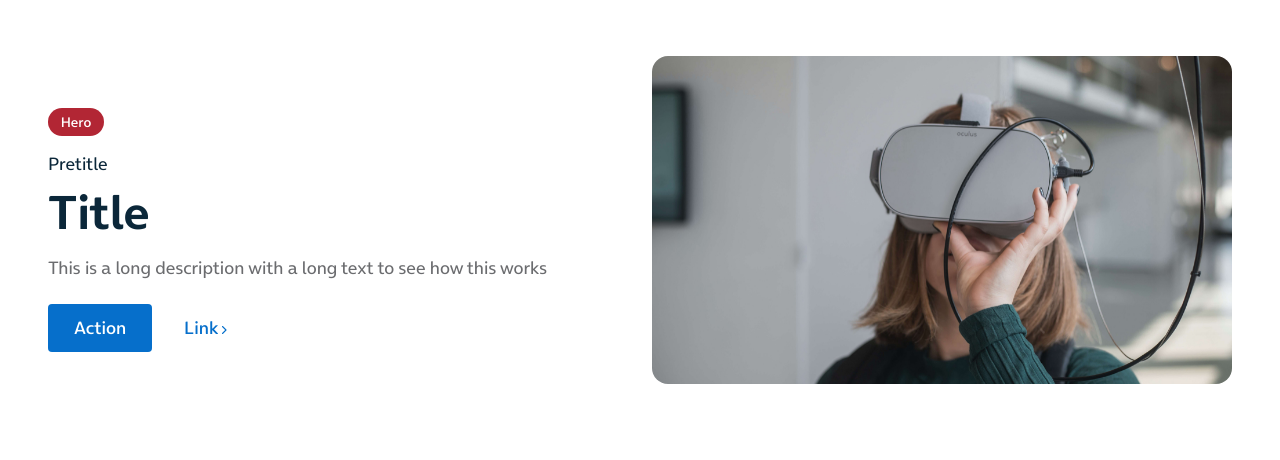 Hero
Pretitle
Title
This is a long description with a long text to see how this works
Action
Link
oculus